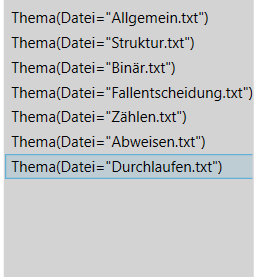 Thema(Datei="Allgemein.txt")
Thema(Datei="Struktur.txt")
Thema(Datei="Binär.txt")
Thema(Datei="Fallentscheidung.txt")
Thema(Datei="Zählen.txt")
Thema(Datei="Abweisen.txt")
Thema(Datei="Durchlaufen.txt")